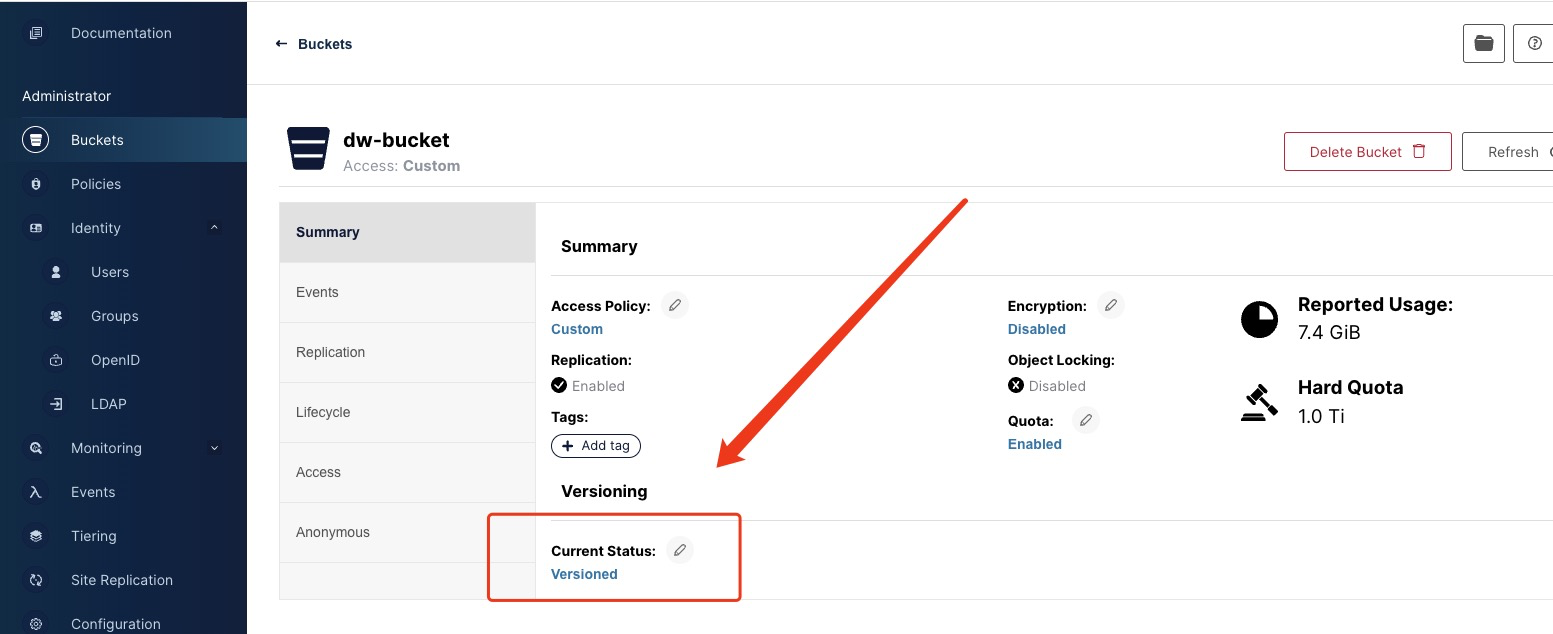 Documentation
Administrator
Buckets
Policies
Identity
Users
Groups
OpenID
LDAP
Monitoring
Events
Tiering
Site Replication
Configuration
Buckets
dw-bucket
Access: Custom
Delete Bucket
Refresh
Summary
Events
Replication
Lifecycle
Access
Anonymous
Summary
Access Policy:
Custom
Replication:
Enabled
Tags:
+ Add tag
Encryption:
Disabled
Object Locking:
Disabled
Quota:
Enabled
Reported Usage:
7.4 GiB
Hard Quota
1.0 Ti
Versioning
Current Status:
Versioned